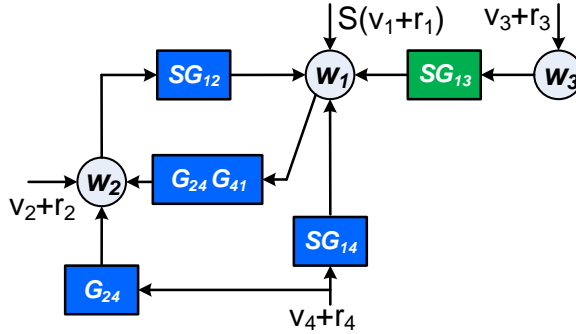 S(v₁+r₁)
v₃+r₃
SG₁₂
w₁
SG₁₃
w₃
w₂
G₂₄ G₄₁
v₂+r₂
SG₁₄
G₂₄
v₄+r₄